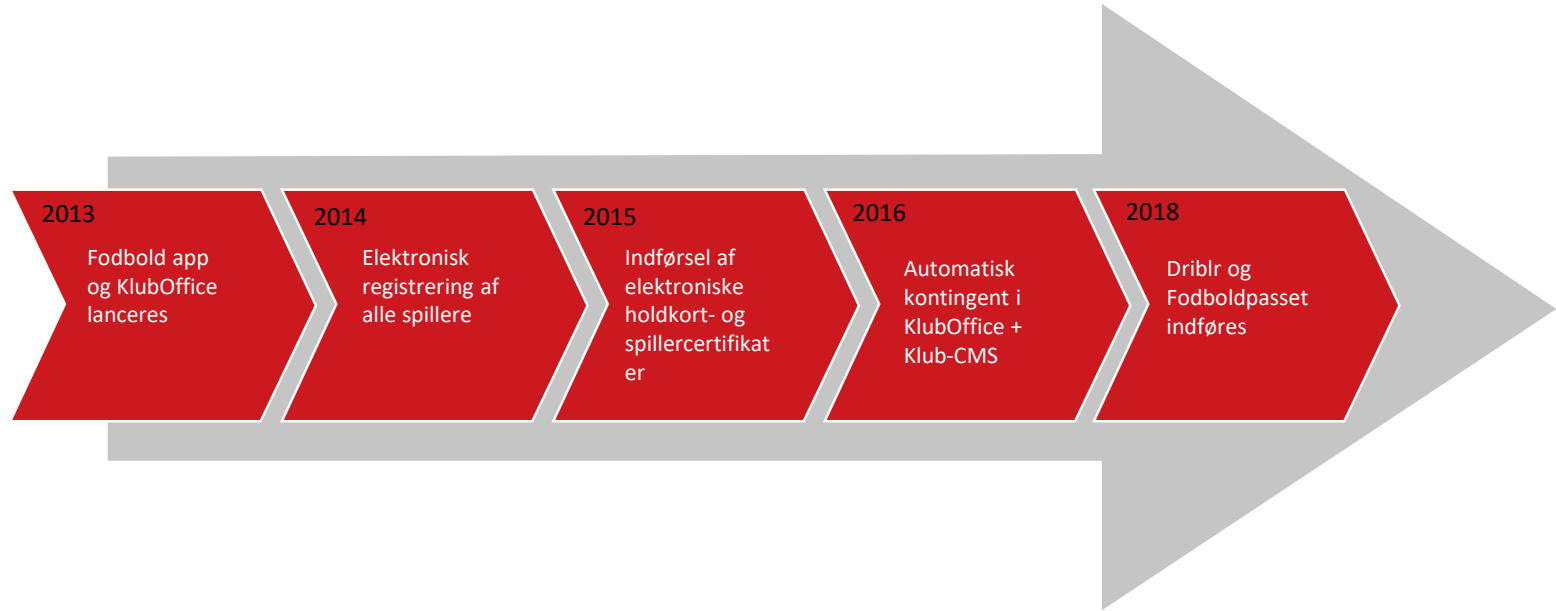 2013
Fodbold app
og KlubOffice
lanceres
2014
Elektronisk
registrering af
alle spillere
2015
Indførsel af
elektroniske
holdkort- og
spillercertifikat
er
2016
Automatisk
kontingent i
KlubOffice +
Klub-CMS
2018
Driblr og
Fodboldpasset
indføres